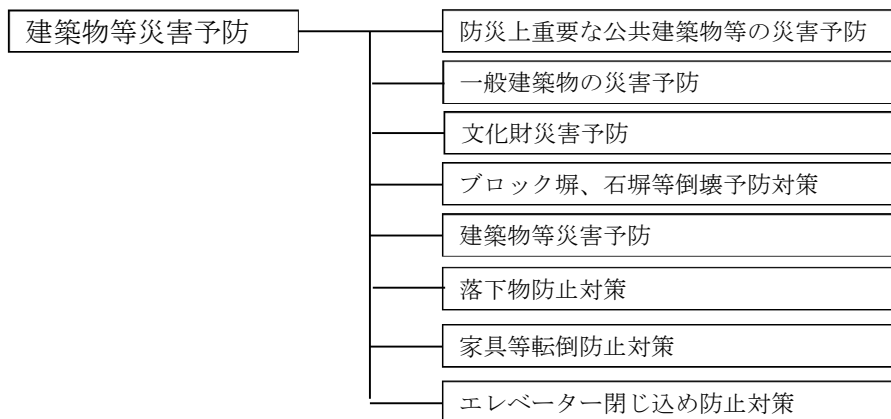 建築物等災害予防
防災上重要な公共建築物等の災害予防
一般建築物の災害予防
文化財災害予防
ブロック塀、石塀等倒壊予防対策
建築物等災害予防
落下物防止対策
家具等転倒防止対策
エレベーター閉じ込め防止対策